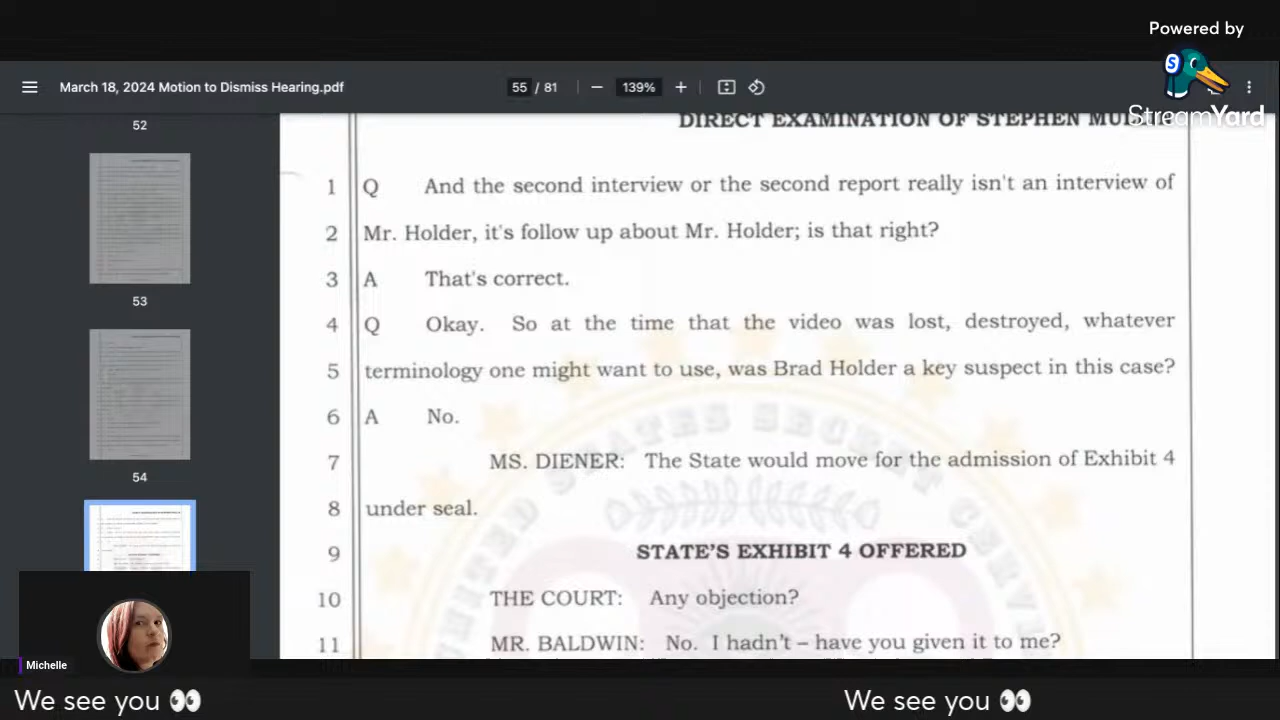 Powered by
StreamYard
March 18, 2024 Motion to Dismiss Hearing.pdf
55 / 81
139%
52
53
54
DIRECT EXAMINATION OF STEPHEN
1 Q And the second interview or the second report really isn't an interview of
2 Mr. Holder, it's follow up about Mr. Holder; is that right?
3 A That's correct.
4 Q Okay. So at the time that the video was lost, destroyed, whatever
5 terminology one might want to use, was Brad Holder a key suspect in this case?
6 A No.
7 MS. DIENER: The State would move for the admission of Exhibit 4
8 under seal.
9 STATE'S EXHIBIT 4 OFFERED
10 THE COURT: Any objection?
11 MR. BALDWIN: No. I hadn't – have you given it to me?
UNITED STATES SECRET SERVI
Michelle
We see you 👀
We see you 👀